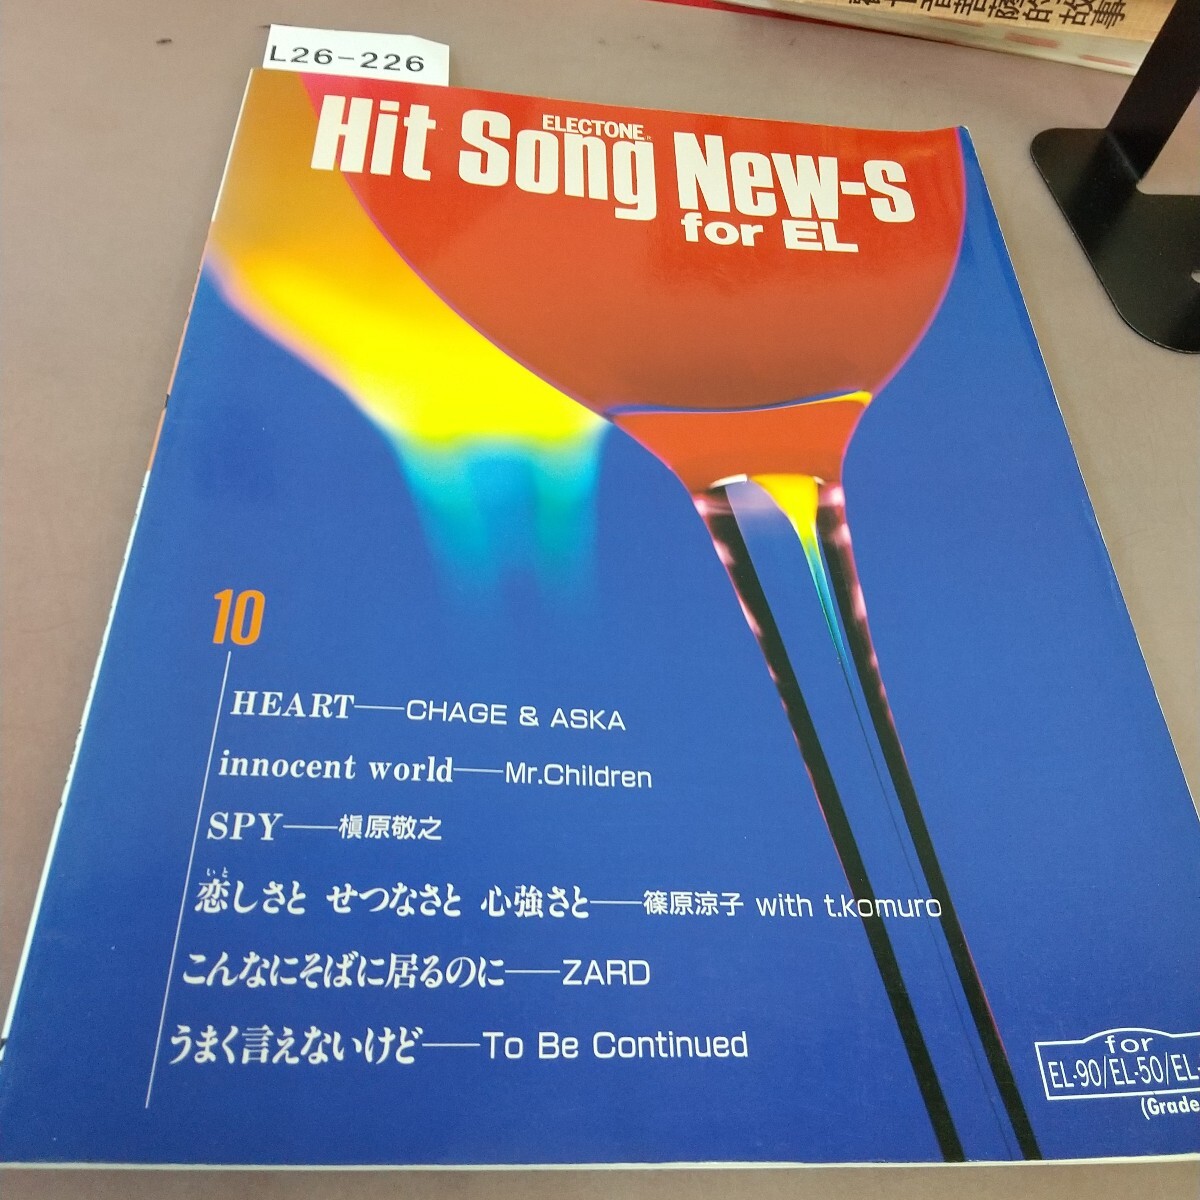 L26-226
の故事
Hit Song New-s
ELECTONE
for EL
10
HEART──CHAGE & ASKA
innocent world──Mr.Children
SPY──槇原敬之
いと
恋しさと せつなさと 心強さと──篠原涼子 with t.komuro
こんなにそばに居るのに──ZARD
うまく言えないけど──To Be Continued
for
EL-90/EL-50/EL-
(Grade